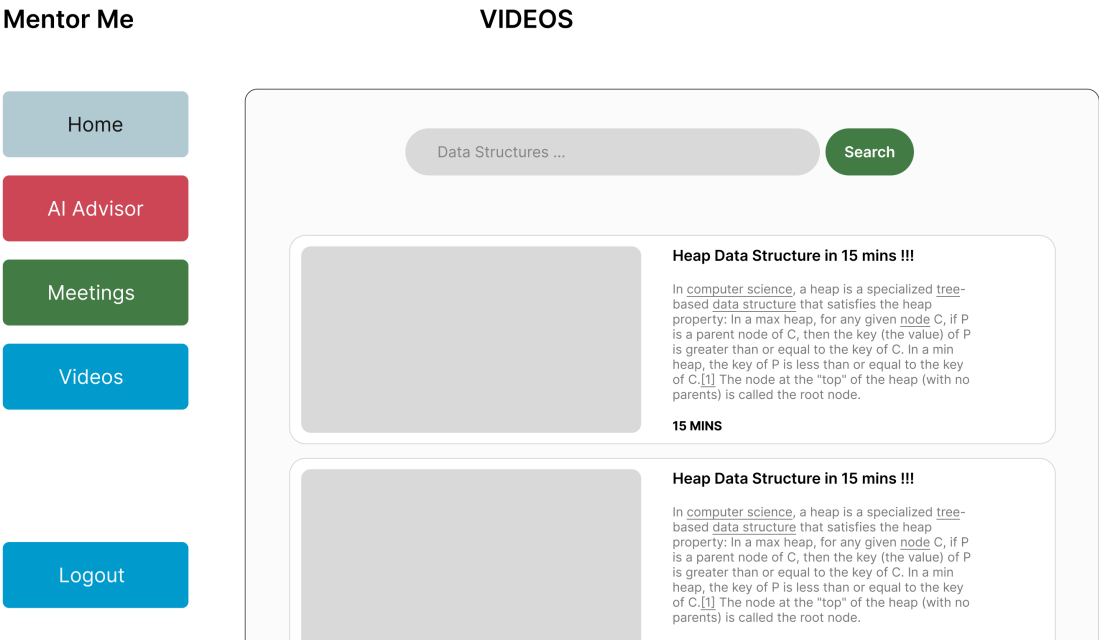 Mentor Me
VIDEOS
Home
AI Advisor
Meetings
Videos
Logout
Data Structures ...
Search
Heap Data Structure in 15 mins !!!
In computer science, a heap is a specialized tree-
based data structure that satisfies the heap
property: In a max heap, for any given node C, if P
is a parent node of C, then the key (the value) of P
is greater than or equal to the key of C. In a min
heap, the key of P is less than or equal to the key
of C.[1] The node at the "top" of the heap (with no
parents) is called the root node.
15 MINS
Heap Data Structure in 15 mins !!!
In computer science, a heap is a specialized tree-
based data structure that satisfies the heap
property: In a max heap, for any given node C, if P
is a parent node of C, then the key (the value) of P
is greater than or equal to the key of C. In a min
heap, the key of P is less than or equal to the key
of C.[1] The node at the "top" of the heap (with no
parents) is called the root node.